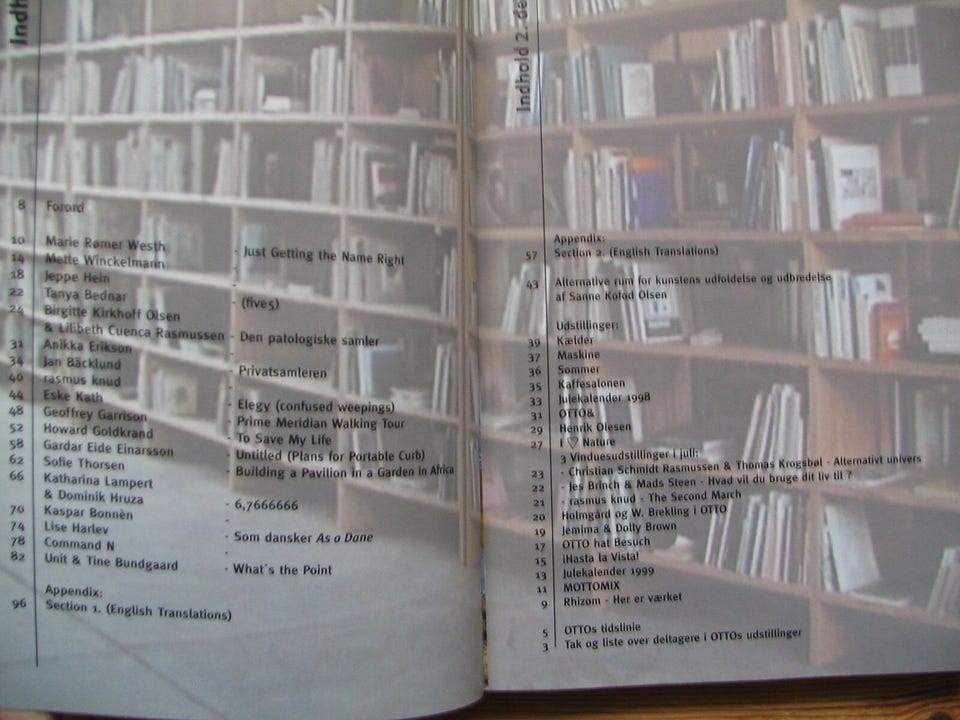 Indh
8 Forord
10 Marie Rømer Westh - Just Getting the Name Right
14 Mette Winckelmann -
18 Jeppe Hein -
22 Tanya Bednar - (five5)
24 Birgitte Kirkhoff Olsen
& Lilibeth Cuenca Rasmussen - Den patologiske samler
31 Anikka Erikson -
34 Jan Bäcklund - Privatsamleren
40 rasmus knud -
44 Eske Kath - Elegy (confused weepings)
48 Geoffrey Garrison - Prime Meridian Walking Tour
52 Howard Goldkrand - To Save My Life
58 Gardar Eide Einarsson - Untitled (Plans for Portable Curb)
62 Sofie Thorsen - Building a Pavilion in a Garden in Africa
66 Katharina Lampert
& Dominik Hruza - 6,7666666
70 Kaspar Bonnèn -
74 Lise Harlev - Som dansker As a Dane
78 Command N -
82 Unit & Tine Bundgaard - What´s the Point
Appendix:
96 Section 1. (English Translations)
Indhold 2. de
Appendix:
57 Section 2. (English Translations)
43 Alternative rum for kunstens udfoldelse og udbredelse
af Sanne Kofod Olsen
Udstillinger:
39 Kælder
37 Maskine
36 Sommer
35 Kaffesalonen
33 Julekalender 1998
31 OTTO&
29 Henrik Olesen
27 I ♡ Nature
3 Vinduesudstillinger i juli:
23 - Christian Schmidt Rasmussen & Thomas Krogsbøl - Alternativt univers
22 - Jes Brinch & Mads Steen - Hvad vil du bruge dit liv til ?
21 - rasmus knud - The Second March
20 Holmgård og W. Brekling i OTTO
19 Jemima & Dolly Brown
17 OTTO hat Besuch
15 ¡Hasta la Vista!
13 Julekalender 1999
11 MOTTOMIX
9 Rhizom - Her er værket
5 OTTOs tidslinie
3 Tak og liste over deltagere i OTTOs udstillinger